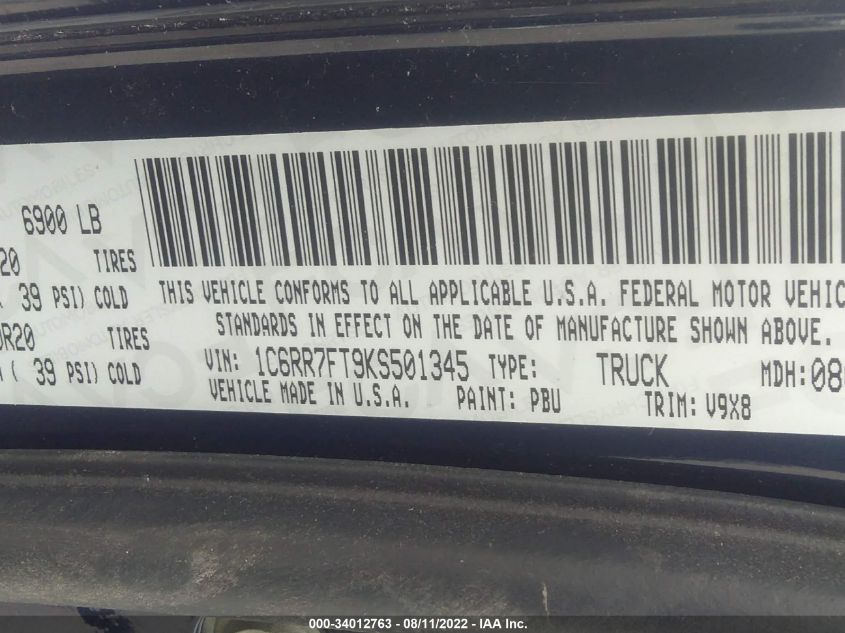 6900 LB
20 TIRES
39 PSI) COLD
R20 TIRES
( 39 PSI) COLD
THIS VEHICLE CONFORMS TO ALL APPLICABLE U.S.A. FEDERAL MOTOR VEHIC
STANDARDS IN EFFECT ON THE DATE OF MANUFACTURE SHOWN ABOVE.
VIN: 1C6RR7FT9KS501345 TYPE: TRUCK MDH:08
VEHICLE MADE IN U.S.A. PAINT: PBU TRIM: V9X8
000-34012763 - 08/11/2022 - IAA Inc.